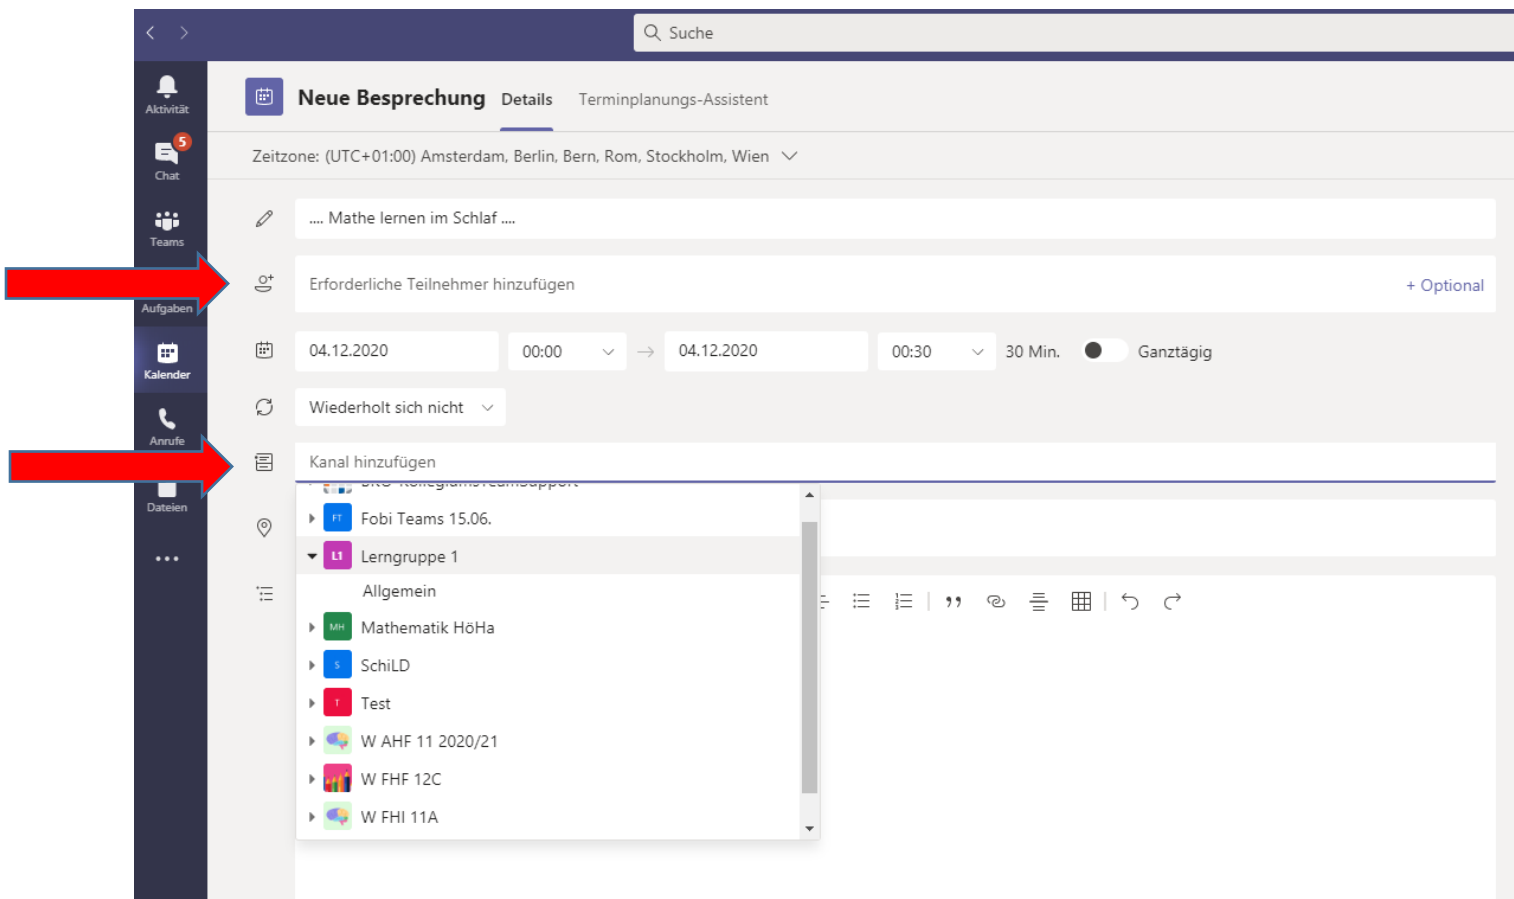 Suche
Aktivität
5
Chat
Teams
Aufgaben
Kalender
Anrufe
Dateien
Neue Besprechung Details Terminplanungs-Assistent
Zeitzone: (UTC+01:00) Amsterdam, Berlin, Bern, Rom, Stockholm, Wien
.... Mathe lernen im Schlaf ....
Erforderliche Teilnehmer hinzufügen + Optional
04.12.2020 00:00 → 04.12.2020 00:30 30 Min. Ganztägig
Wiederholt sich nicht
Kanal hinzufügen
FT Fobi Teams 15.06.
L1 Lerngruppe 1
Allgemein
MH Mathematik HöHa
S SchiLD
T Test
W AHF 11 2020/21
W FHF 12C
W FHI 11A